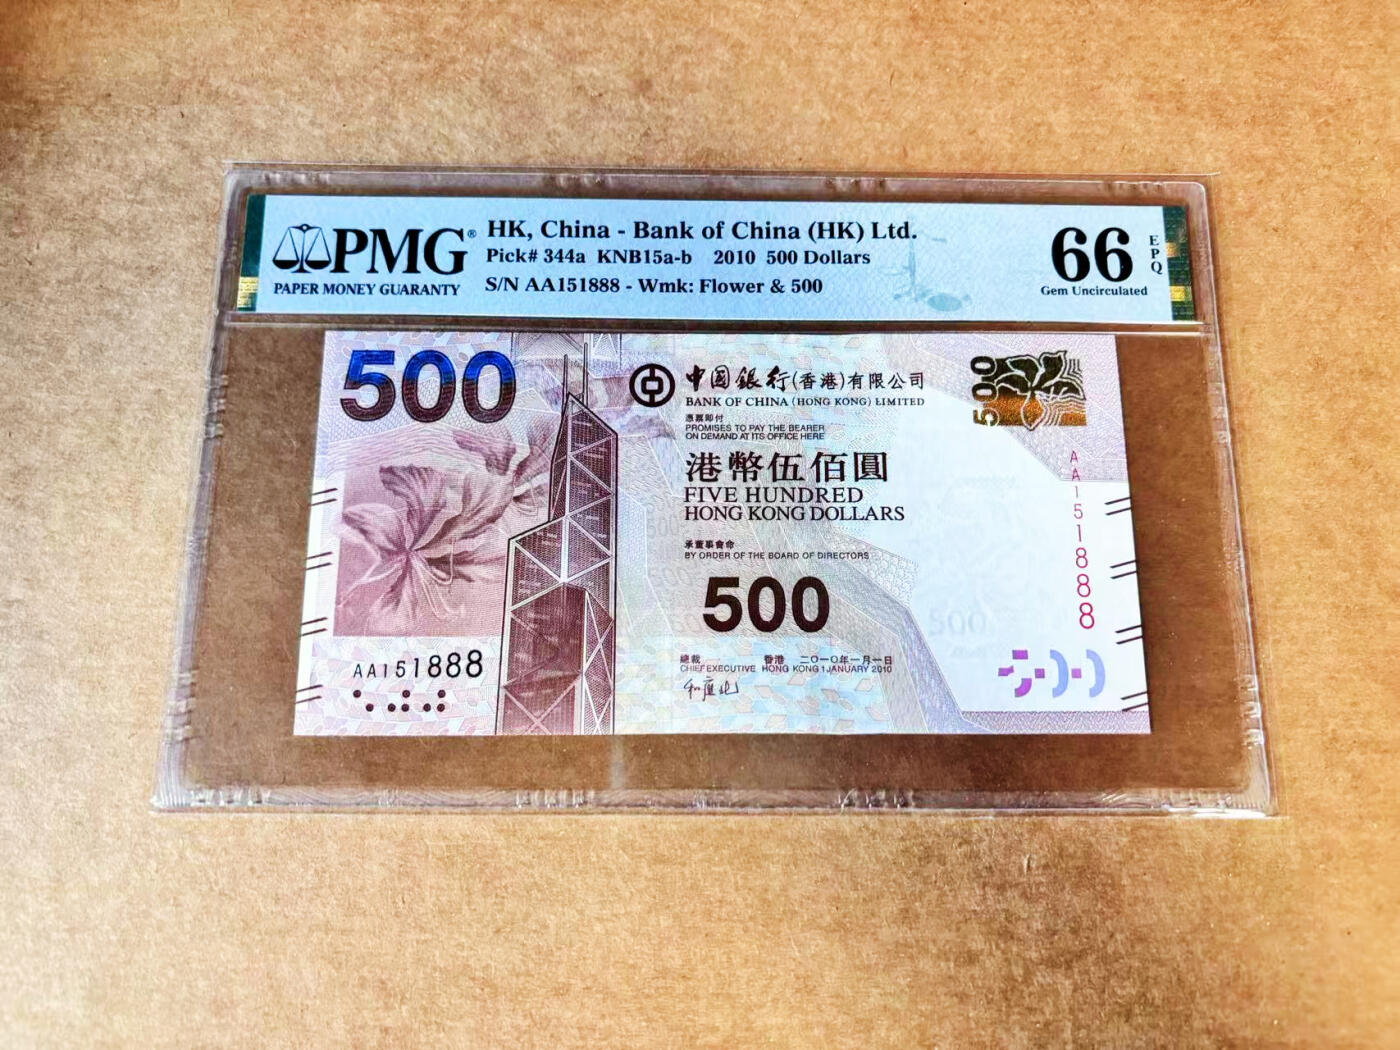 PMG®
PAPER MONEY GUARANTY
HK, China - Bank of China (HK) Ltd.
Pick# 344a KNB15a-b 2010 500 Dollars
S/N AA151888 - Wmk: Flower & 500
66
EPQ
Gem Uncirculated
500
中國銀行(香港)有限公司
BANK OF CHINA (HONG KONG) LIMITED
憑票即付
PROMISES TO PAY THE BEARER
ON DEMAND AT ITS OFFICE HERE
港幣伍佰圓
FIVE HUNDRED
HONG KONG DOLLARS
承董事會命
BY ORDER OF THE BOARD OF DIRECTORS
500
總裁 香港 二〇一〇年一月一日
CHIEF EXECUTIVE HONG KONG 1 JANUARY 2010
AA151888
500
AA151888
500
500